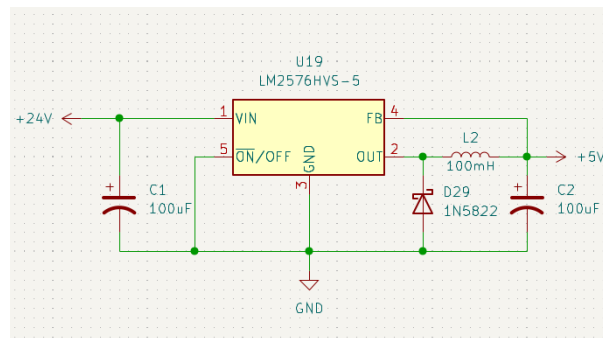 U19
LM2576HVS-5
+24V
1
VIN
FB
4
5
ON/OFF
GND
OUT
2
3
L2
100mH
+5V
+
C1
100uF
D29
1N5822
+
C2
100uF
GND